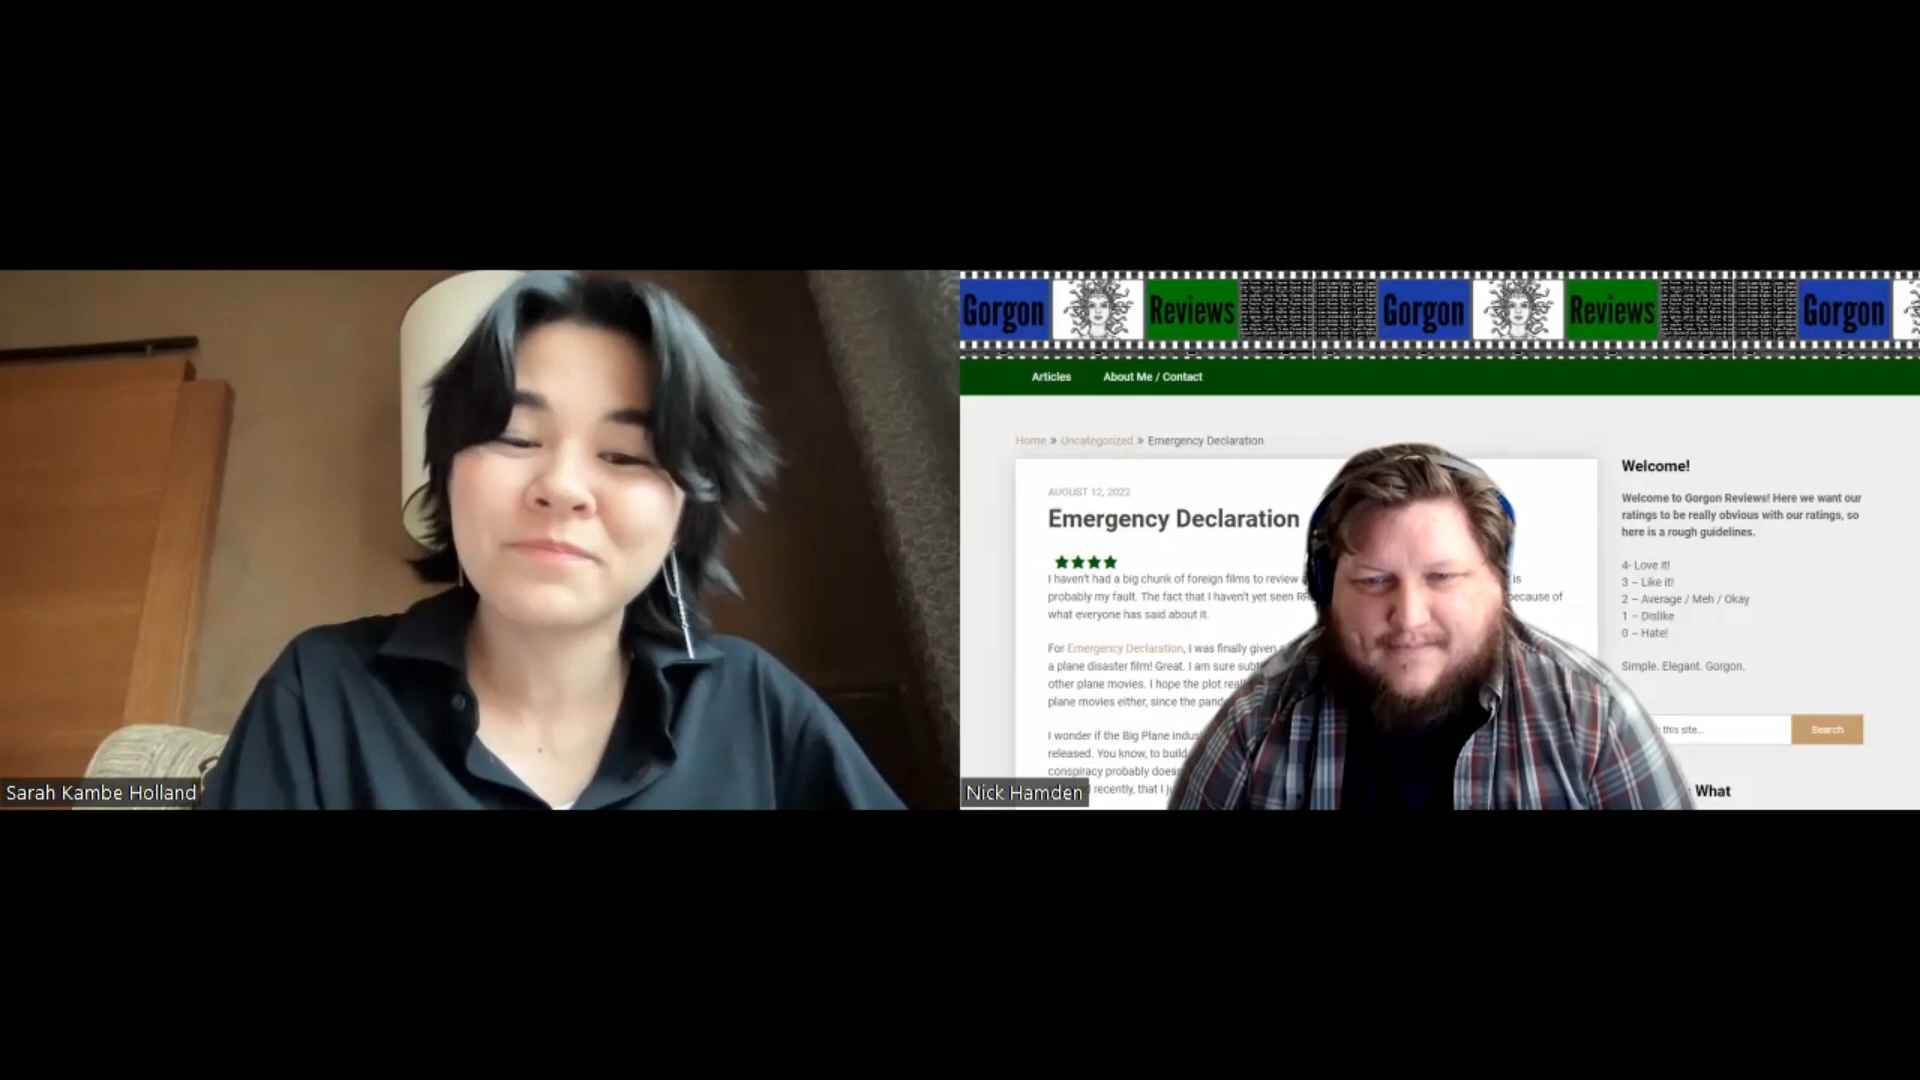 Sarah Kambe Holland
Gorgon Reviews Gorgon Reviews Gorgon
Articles About Me / Contact
Home » Uncategorized » Emergency Declaration
AUGUST 12, 2022
Emergency Declaration
I haven't had a big chunk of foreign films to review is
probably my fault. The fact that I haven't yet seen because of
what everyone has said about it.
For Emergency Declaration, I was finally given
a plane disaster film! Great. I am sure
other plane movies. I hope the plot
plane movies either, since the
I wonder if the Big Plane
released. You know, to build
conspiracy probably
recently, that I
Nick Hamden
Welcome!
Welcome to Gorgon Reviews! Here we want our
ratings to be really obvious with our ratings, so
here is a rough guidelines.
4- Love it!
3 – Like it!
2 – Average / Meh / Okay
1 – Dislike
0 – Hate!
Simple. Elegant. Gorgon.
this site... Search
What